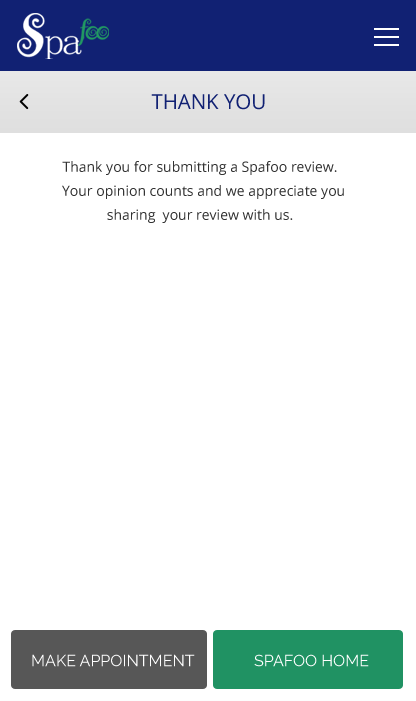 Spafoo
THANK YOU
Thank you for submitting a Spafoo review.
Your opinion counts and we appreciate you
sharing  your review with us.
MAKE APPOINTMENT
SPAFOO HOME